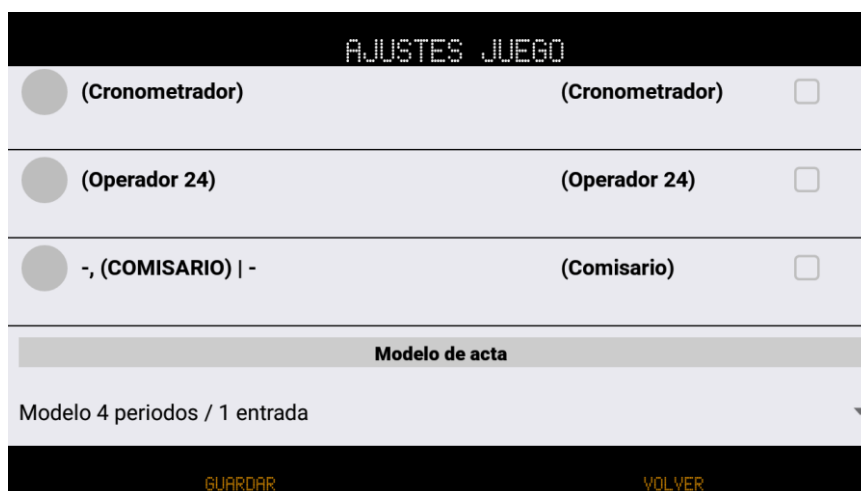 AJUSTES JUEGO
(Cronometrador) (Cronometrador)
(Operador 24) (Operador 24)
-, (COMISARIO) | - (Comisario)
Modelo de acta
Modelo 4 periodos / 1 entrada
GUARDAR VOLVER